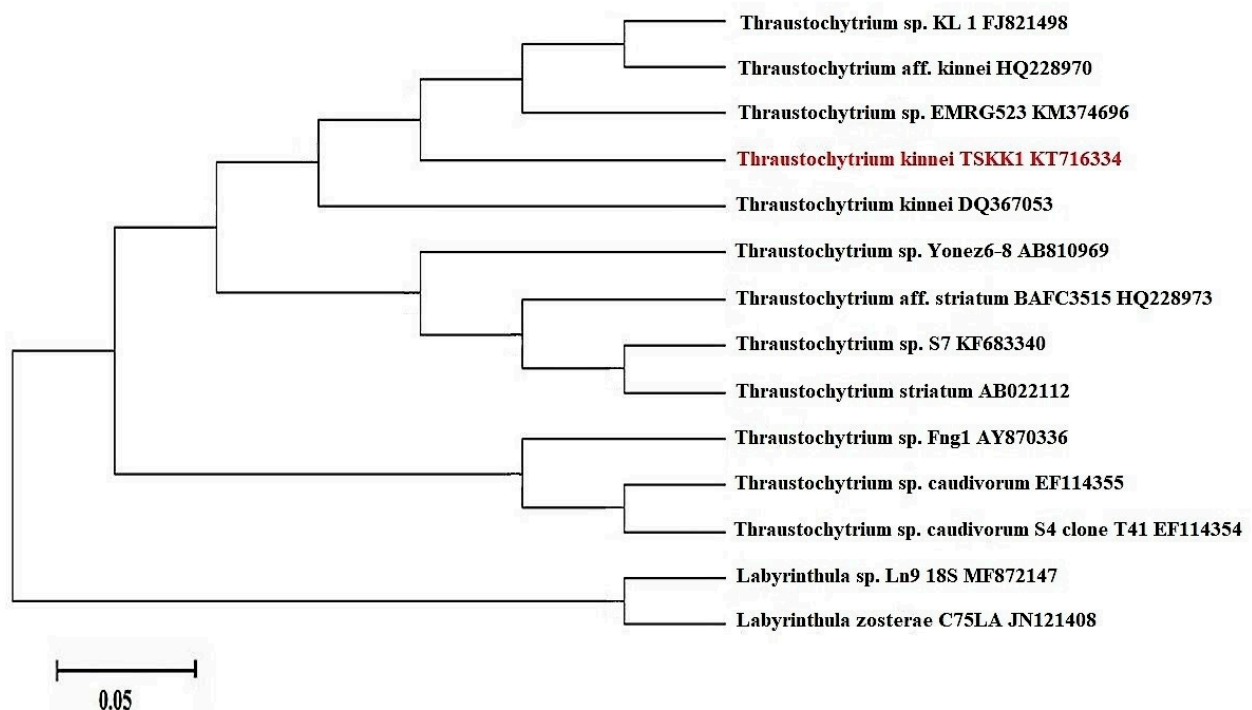 Thraustochytrium sp. KL 1 FJ821498
Thraustochytrium aff. kinnei HQ228970
Thraustochytrium sp. EMRG523 KM374696
Thraustochytrium kinnei TSKK1 KT716334
Thraustochytrium kinnei DQ367053
Thraustochytrium sp. Yonez6-8 AB810969
Thraustochytrium aff. striatum BAFC3515 HQ228973
Thraustochytrium sp. S7 KF683340
Thraustochytrium striatum AB022112
Thraustochytrium sp. Fng1 AY870336
Thraustochytrium sp. caudivorum EF114355
Thraustochytrium sp. caudivorum S4 clone T41 EF114354
Labyrinthula sp. Ln9 18S MF872147
Labyrinthula zosterae C75LA JN121408
0.05